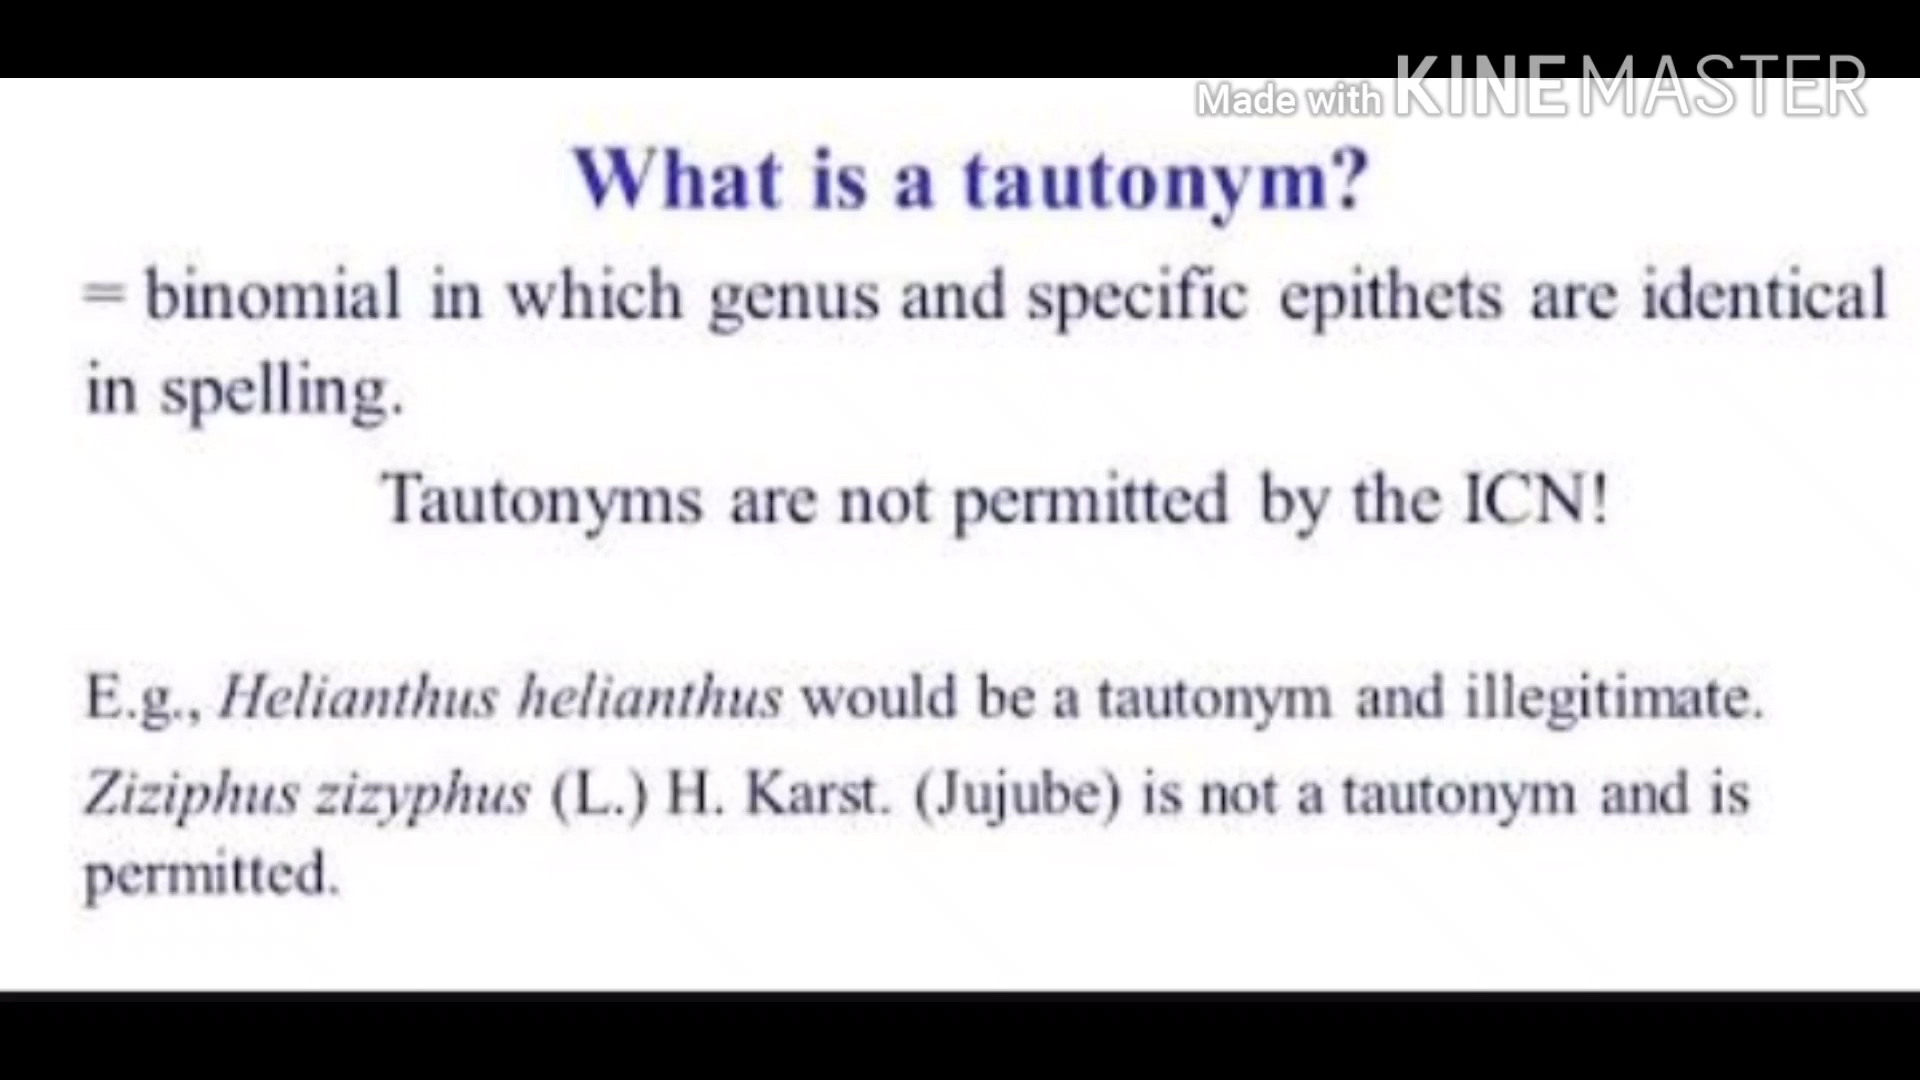 Made with KINEMASTER
What is a tautonym?
= binomial in which genus and specific epithets are identical
in spelling.
Tautonyms are not permitted by the ICN!
E.g., Helianthus helianthus would be a tautonym and illegitimate.
Ziziphus zizyphus (L.) H. Karst. (Jujube) is not a tautonym and is
permitted.